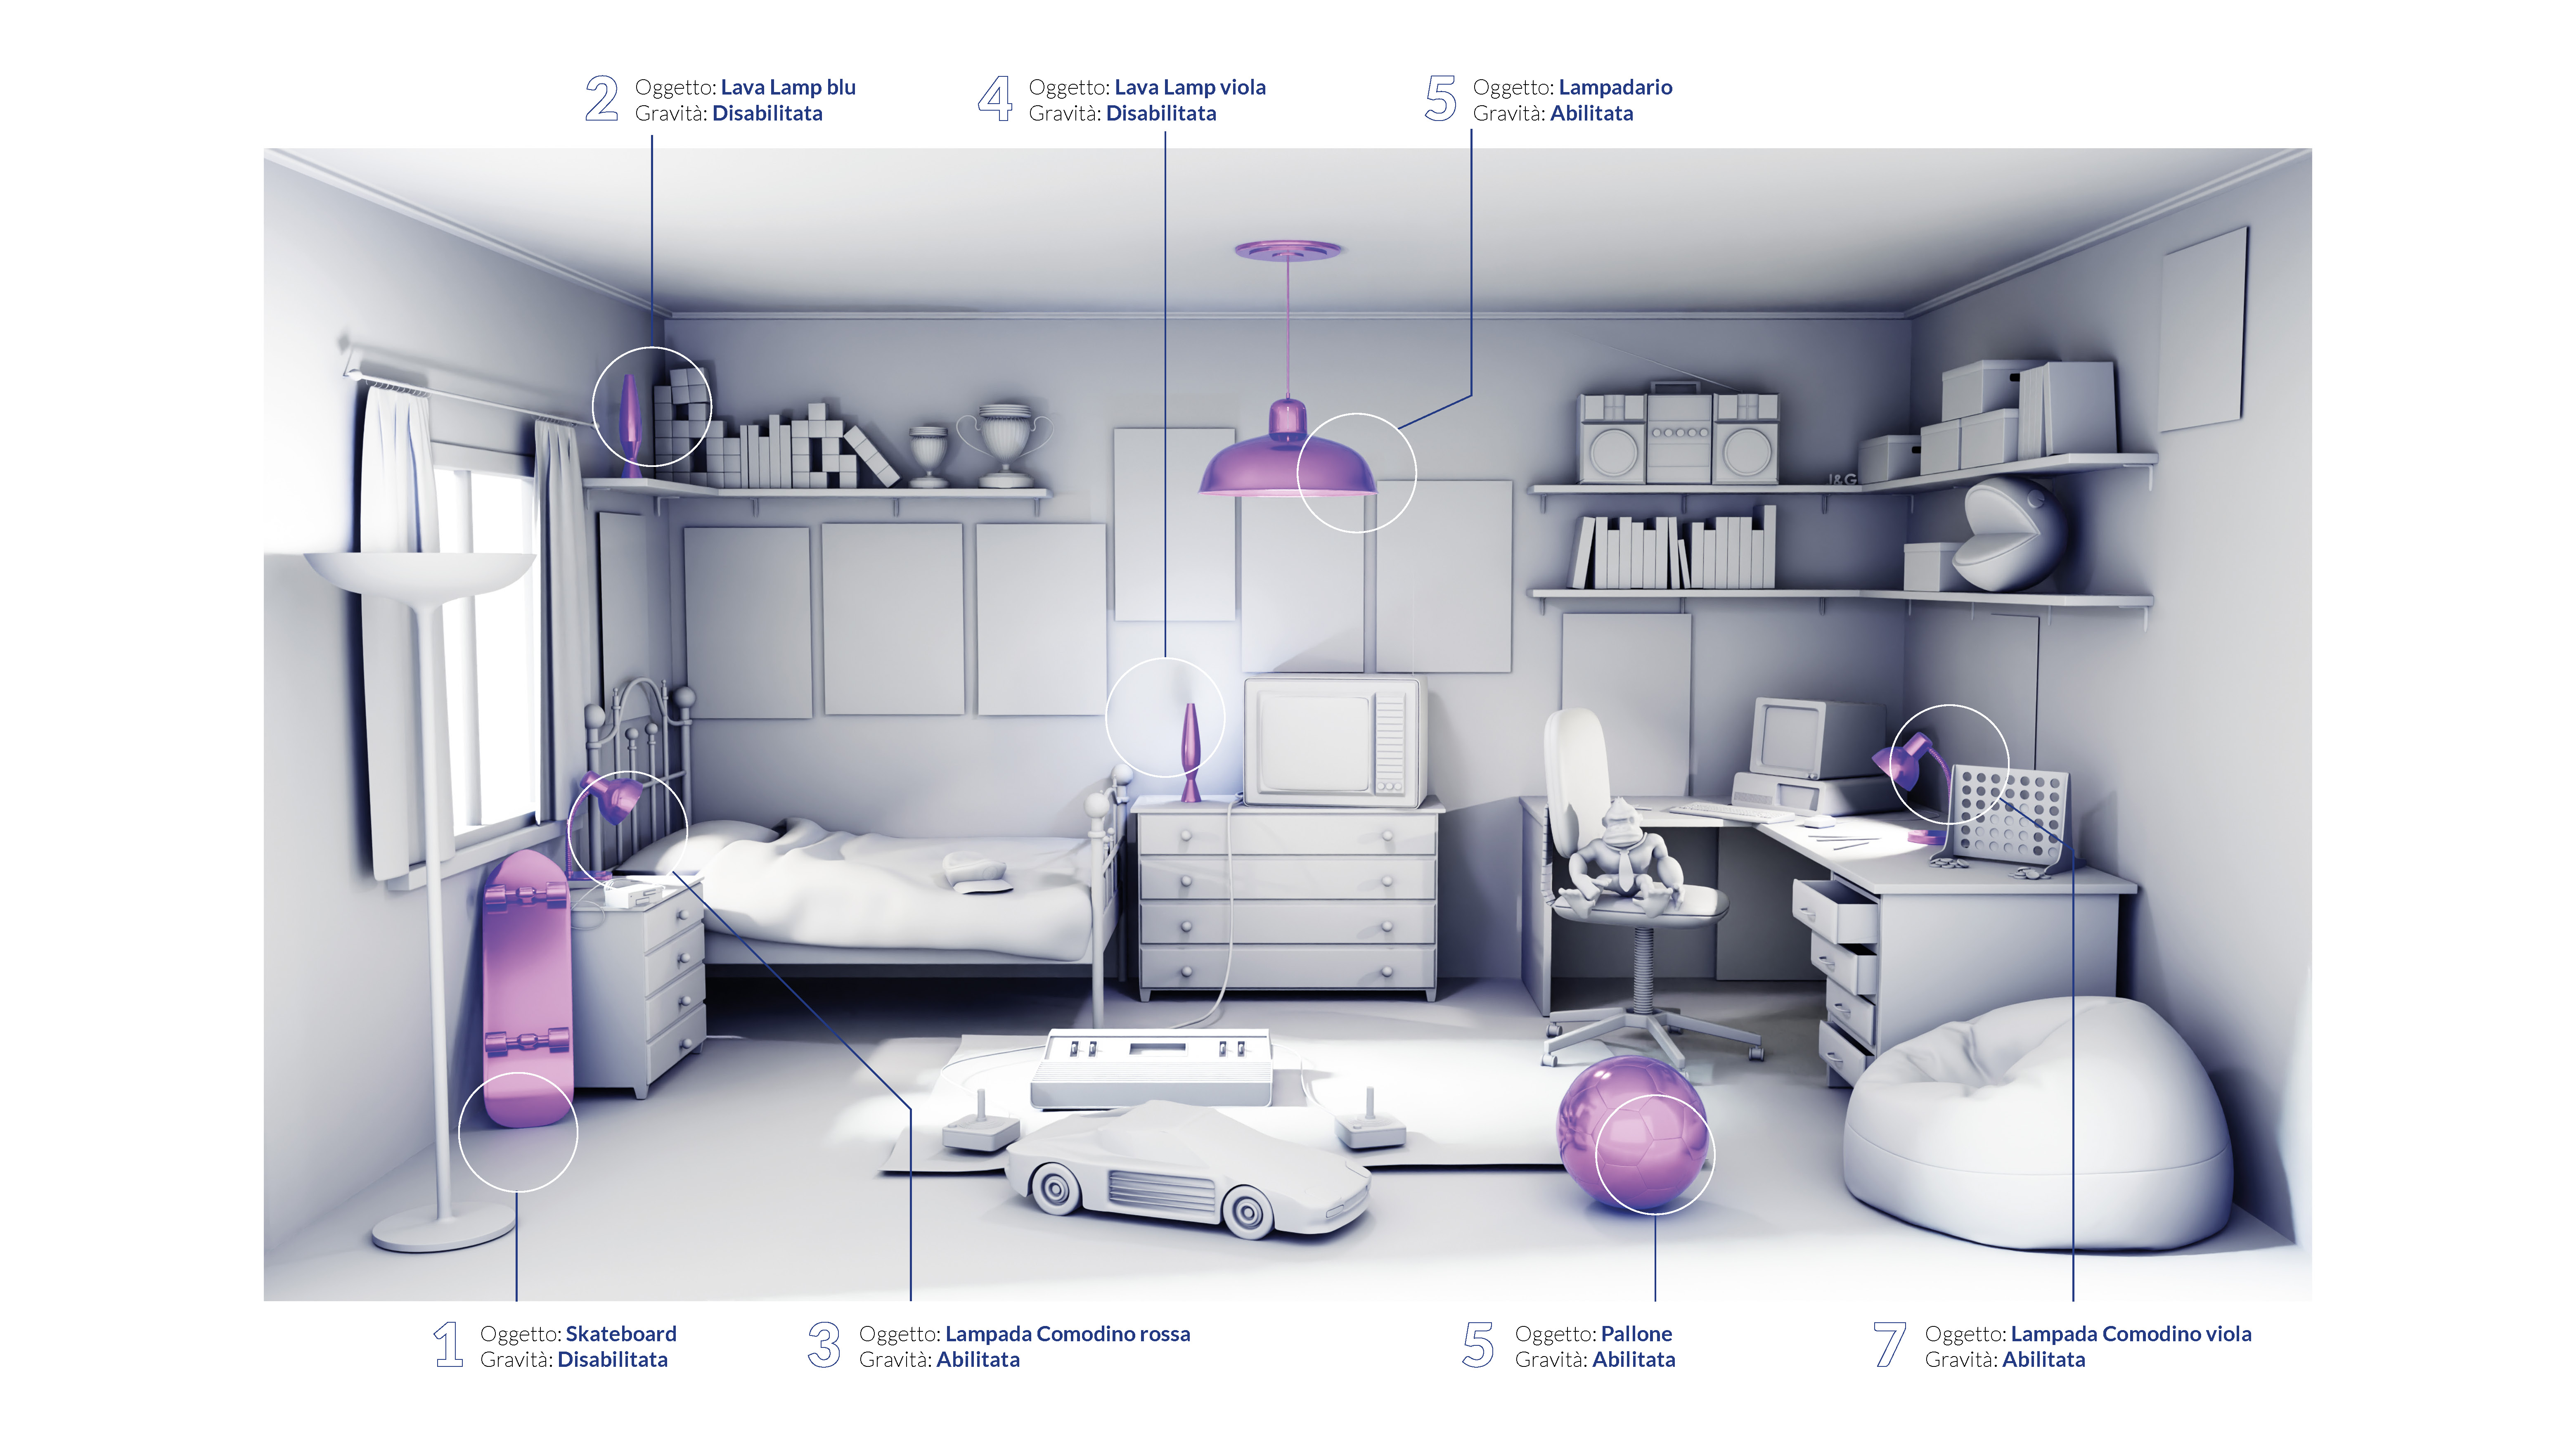 2
Oggetto: Lava Lamp blu
Gravità: Disabilitata
4
Oggetto: Lava Lamp viola
Gravità: Disabilitata
5
Oggetto: Lampadario
Gravità: Abilitata
I&G
1
Oggetto: Skateboard
Gravità: Disabilitata
3
Oggetto: Lampada Comodino rossa
Gravità: Abilitata
5
Oggetto: Pallone
Gravità: Abilitata
7
Oggetto: Lampada Comodino viola
Gravità: Abilitata